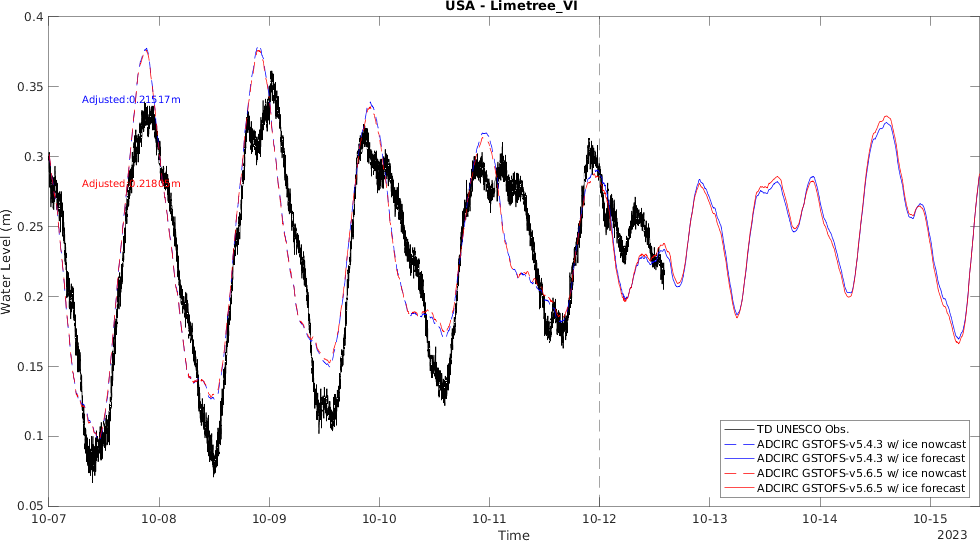 USA - Limetree_VI
0.4
0.35
0.3
0.25
0.2
0.15
0.1
0.05
Water Level (m)
Adjusted:0.21517m
10-07
10-08
10-09
10-10
10-11
10-12
10-13
10-14
10-15
Time
2023
TD UNESCO Obs.
ADCIRC GSTOFS-v5.4.3 w/ ice nowcast
ADCIRC GSTOFS-v5.4.3 w/ ice forecast
ADCIRC GSTOFS-v5.6.5 w/ ice nowcast
ADCIRC GSTOFS-v5.6.5 w/ ice forecast